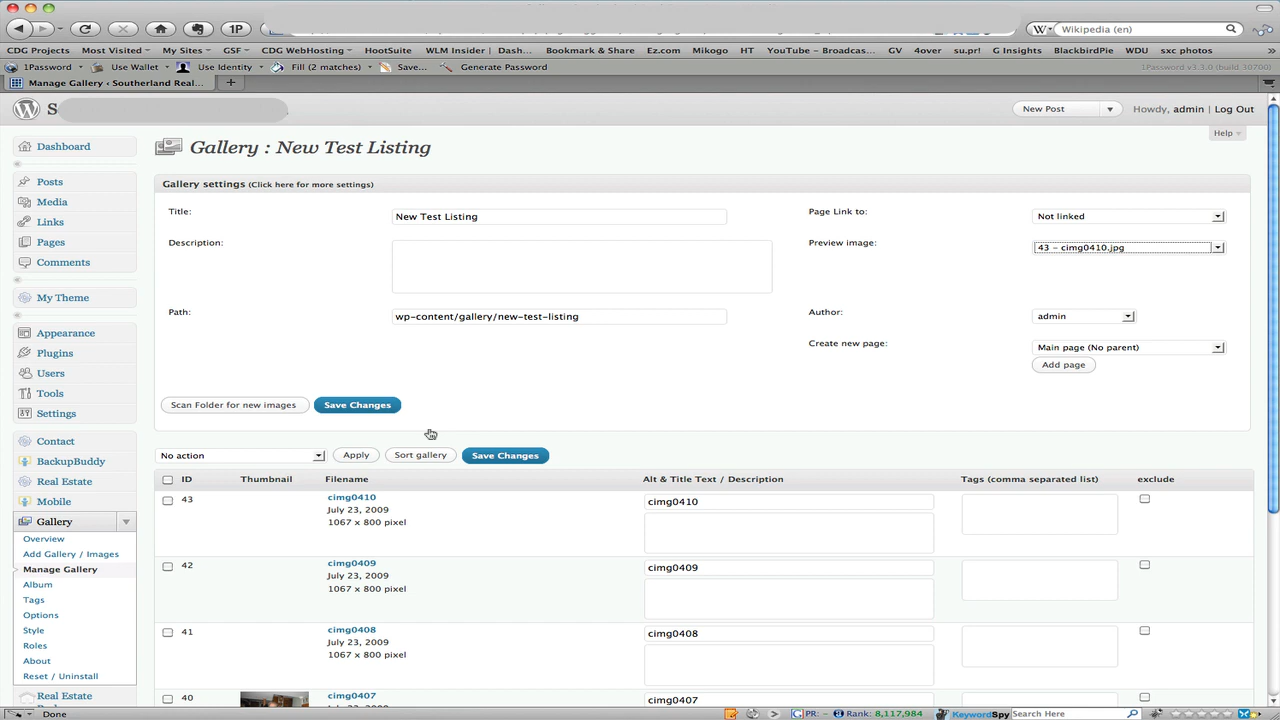 W
Wikipedia (en)
CDG Projects Most Visited My Sites GSF CDG WebHosting HootSuite WLM Insider | Dash... Bookmark & Share Ez.com Mikogo HT YouTube – Broadcas... GV 4over su.pr! G Insights BlackbirdPie WDU sxc photos »
1Password Use Wallet Use Identity Fill (2 matches) Save... Generate Password 1Password v3.3.0 (build 30700)
Manage Gallery ‹ Southerland Real... +
S New Post Howdy, admin | Log Out
Help
Gallery : New Test Listing
Dashboard
Posts
Media
Links
Pages
Comments
My Theme
Appearance
Plugins
Users
Tools
Settings
Contact
BackupBuddy
Real Estate
Mobile
Gallery
Overview
Add Gallery / Images
Manage Gallery
Album
Tags
Options
Style
Roles
About
Reset / Uninstall
Real Estate
Gallery settings (Click here for more settings)
Title: New Test Listing Page Link to: Not linked
Description: Preview image: 43 – cimg0410.jpg
Path: wp-content/gallery/new-test-listing Author: admin
Create new page: Main page (No parent)
Add page
Scan Folder for new images Save Changes
No action Apply Sort gallery Save Changes
ID Thumbnail Filename Alt & Title Text / Description Tags (comma separated list) exclude
43 cimg0410 cimg0410
July 23, 2009
1067 x 800 pixel
42 cimg0409 cimg0409
July 23, 2009
1067 x 800 pixel
41 cimg0408 cimg0408
July 23, 2009
1067 x 800 pixel
40 cimg0407 cimg0407
Done PR: – Rank: 8,117,984 KeywordSpy Search Here